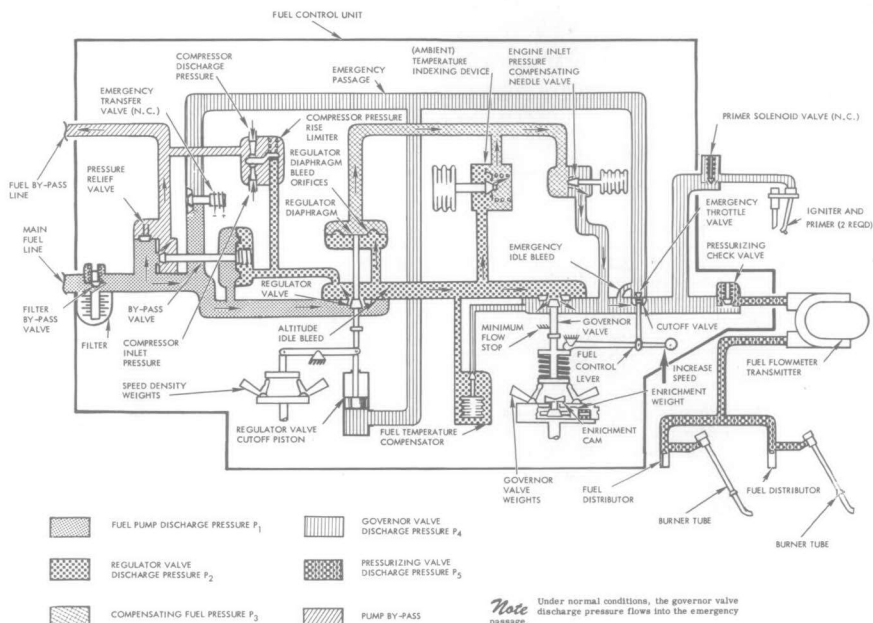 FUEL CONTROL UNIT
COMPRESSOR
DISCHARGE
PRESSURE
EMERGENCY
TRANSFER
VALVE (N.C.)
EMERGENCY
PASSAGE
(AMBIENT)
TEMPERATURE
INDEXING DEVICE
ENGINE INLET
PRESSURE
COMPENSATING
NEEDLE VALVE
COMPRESSOR PRESSURE
RISE
LIMITER
PRIMER SOLENOID VALVE (N.C.)
FUEL BY-PASS
LINE
PRESSURE
RELIEF
VALVE
REGULATOR
DIAPHRAGM
BLEED
ORIFICES
REGULATOR
DIAPHRAGM
EMERGENCY
THROTTLE
VALVE
IGNITER AND
PRIMER (2 REQD)
MAIN
FUEL
LINE
EMERGENCY
IDLE BLEED
PRESSURIZING
CHECK VALVE
FILTER
BY-PASS
VALVE
FILTER
BY-PASS
VALVE
COMPRESSOR
INLET
PRESSURE
REGULATOR
VALVE
ALTITUDE
IDLE BLEED
MINIMUM
FLOW
STOP
GOVERNOR
VALVE
CUTOFF VALVE
FUEL
CONTROL
LEVER
INCREASE
SPEED
FUEL FLOWMETER
TRANSMITTER
SPEED DENSITY
WEIGHTS
REGULATOR VALVE
CUTOFF PISTON
FUEL TEMPERATURE
COMPENSATOR
ENRICHMENT
WEIGHT
ENRICHMENT
CAM
GOVERNOR
VALVE
WEIGHTS
FUEL
DISTRIBUTOR
FUEL DISTRIBUTOR
BURNER TUBE
BURNER TUBE
FUEL PUMP DISCHARGE PRESSURE P1
GOVERNOR VALVE
DISCHARGE PRESSURE P4
REGULATOR VALVE
DISCHARGE PRESSURE P2
PRESSURIZING VALVE
DISCHARGE PRESSURE P5
COMPENSATING FUEL PRESSURE P3
PUMP BY-PASS
Note Under normal conditions, the governor valve
discharge pressure flows into the emergency
passage